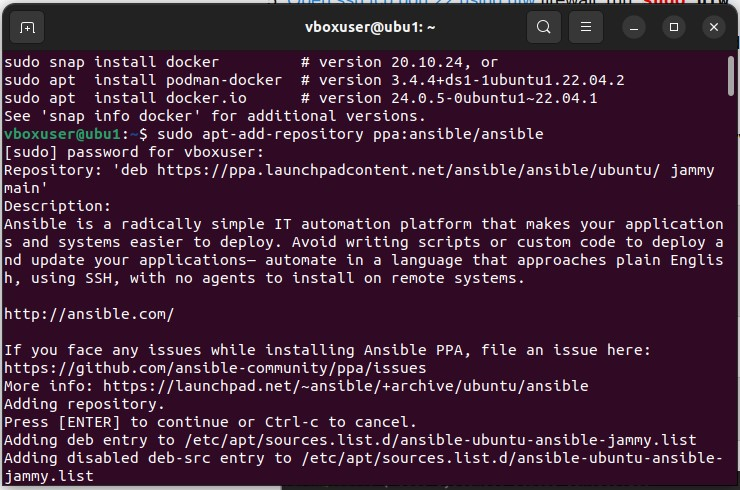 vboxuser@ubu1: ~
sudo snap install docker         # version 20.10.24, or
sudo apt  install podman-docker  # version 3.4.4+ds1-1ubuntu1.22.04.2
sudo apt  install docker.io      # version 24.0.5-0ubuntu1~22.04.1
See 'snap info docker' for additional versions.
vboxuser@ubu1:~$ sudo apt-add-repository ppa:ansible/ansible
[sudo] password for vboxuser:
Repository: 'deb https://ppa.launchpadcontent.net/ansible/ansible/ubuntu/ jammy
main'
Description:
Ansible is a radically simple IT automation platform that makes your application
s and systems easier to deploy. Avoid writing scripts or custom code to deploy a
nd update your applications— automate in a language that approaches plain Englis
h, using SSH, with no agents to install on remote systems.
http://ansible.com/
If you face any issues while installing Ansible PPA, file an issue here:
https://github.com/ansible-community/ppa/issues
More info: https://launchpad.net/~ansible/+archive/ubuntu/ansible
Adding repository.
Press [ENTER] to continue or Ctrl-c to cancel.
Adding deb entry to /etc/apt/sources.list.d/ansible-ubuntu-ansible-jammy.list
Adding disabled deb-src entry to /etc/apt/sources.list.d/ansible-ubuntu-ansible-
jammy.list